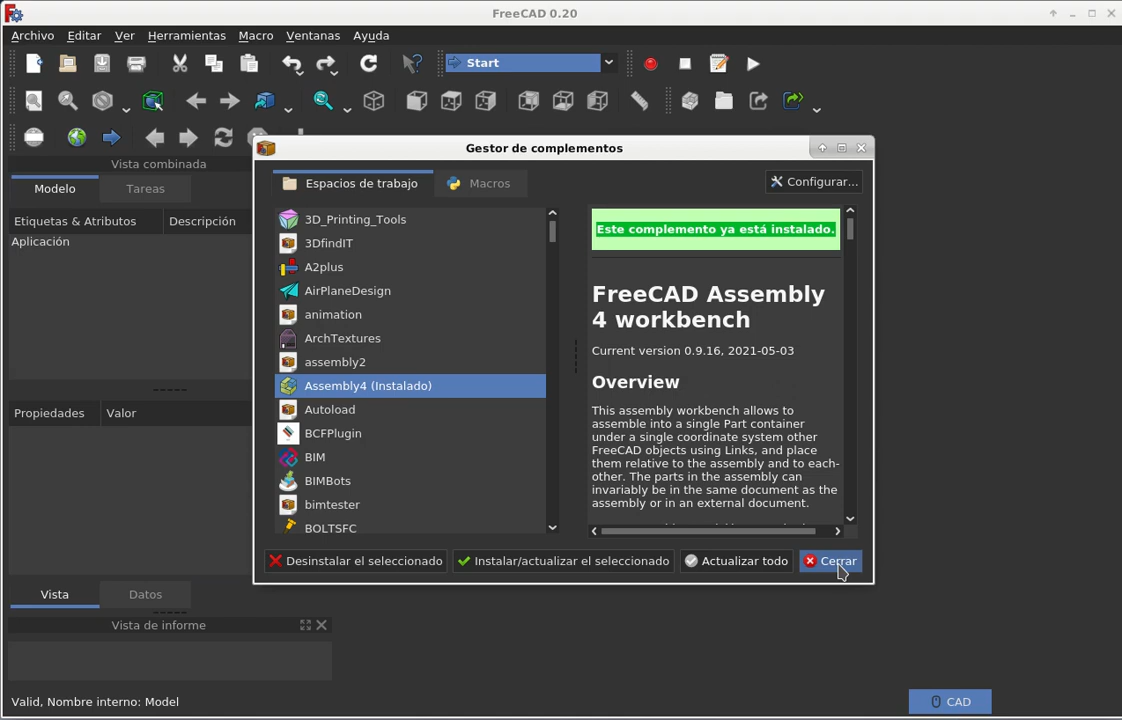 FreeCAD 0.20
Archivo Editar Ver Herramientas Macro Ventanas Ayuda
Start
Vista combinada
Modelo Tareas
Etiquetas & Atributos Descripción
Aplicación
Propiedades Valor
Vista Datos
Vista de informe
Valid, Nombre interno: Model
CAD
Gestor de complementos
Espacios de trabajo Macros Configurar...
3D_Printing_Tools
3DfindIT
A2plus
AirPlaneDesign
animation
ArchTextures
assembly2
Assembly4 (Instalado)
Autoload
BCFPlugin
BIM
BIMBots
bimtester
BOLTSFC
Este complemento ya está instalado.
FreeCAD Assembly
4 workbench
Current version 0.9.16, 2021-05-03
Overview
This assembly workbench allows to
assemble into a single Part container
under a single coordinate system other
FreeCAD objects using Links, and place
them relative to the assembly and to each-
other. The parts in the assembly can
invariably be in the same document as the
assembly or in an external document.
Desinstalar el seleccionado Instalar/actualizar el seleccionado Actualizar todo Cerrar